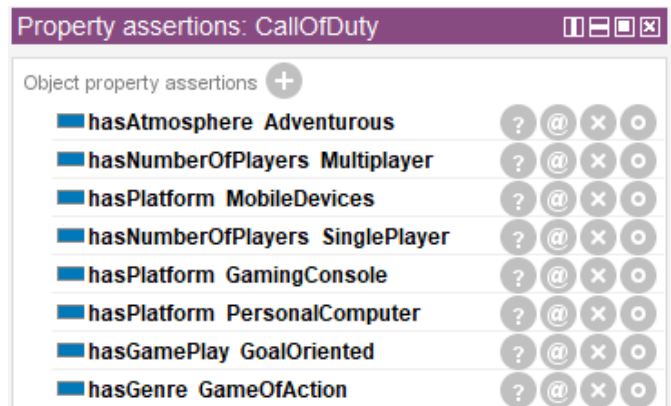 Property assertions: CallOfDuty
Object property assertions
hasAtmosphere Adventurous
hasNumberOfPlayers Multiplayer
hasPlatform MobileDevices
hasNumberOfPlayers SinglePlayer
hasPlatform GamingConsole
hasPlatform PersonalComputer
hasGamePlay GoalOriented
hasGenre GameOfAction